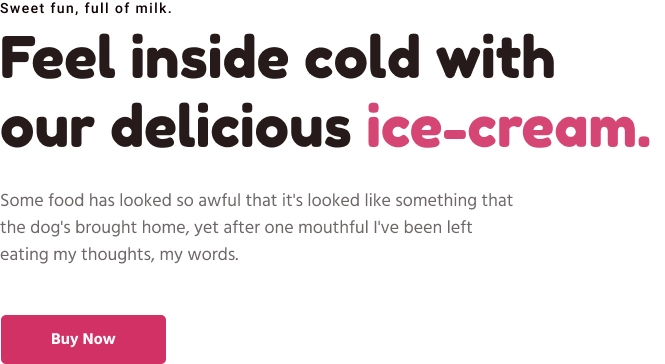 Sweet fun, full of milk.
Feel inside cold with
our delicious ice-cream.
Some food has looked so awful that it's looked like something that
the dog's brought home, yet after one mouthful I've been left
eating my thoughts, my words.
Buy Now